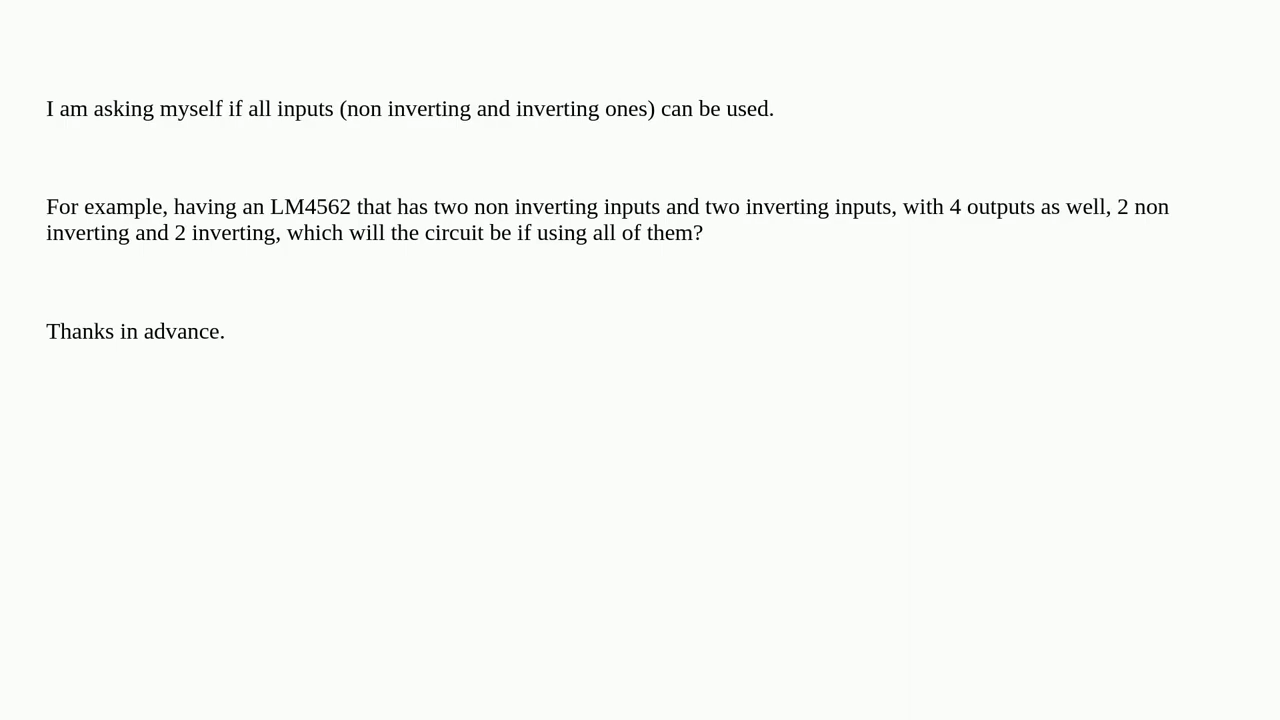 I am asking myself if all inputs (non inverting and inverting ones) can be used.
For example, having an LM4562 that has two non inverting inputs and two inverting inputs, with 4 outputs as well, 2 non
inverting and 2 inverting, which will the circuit be if using all of them?
Thanks in advance.